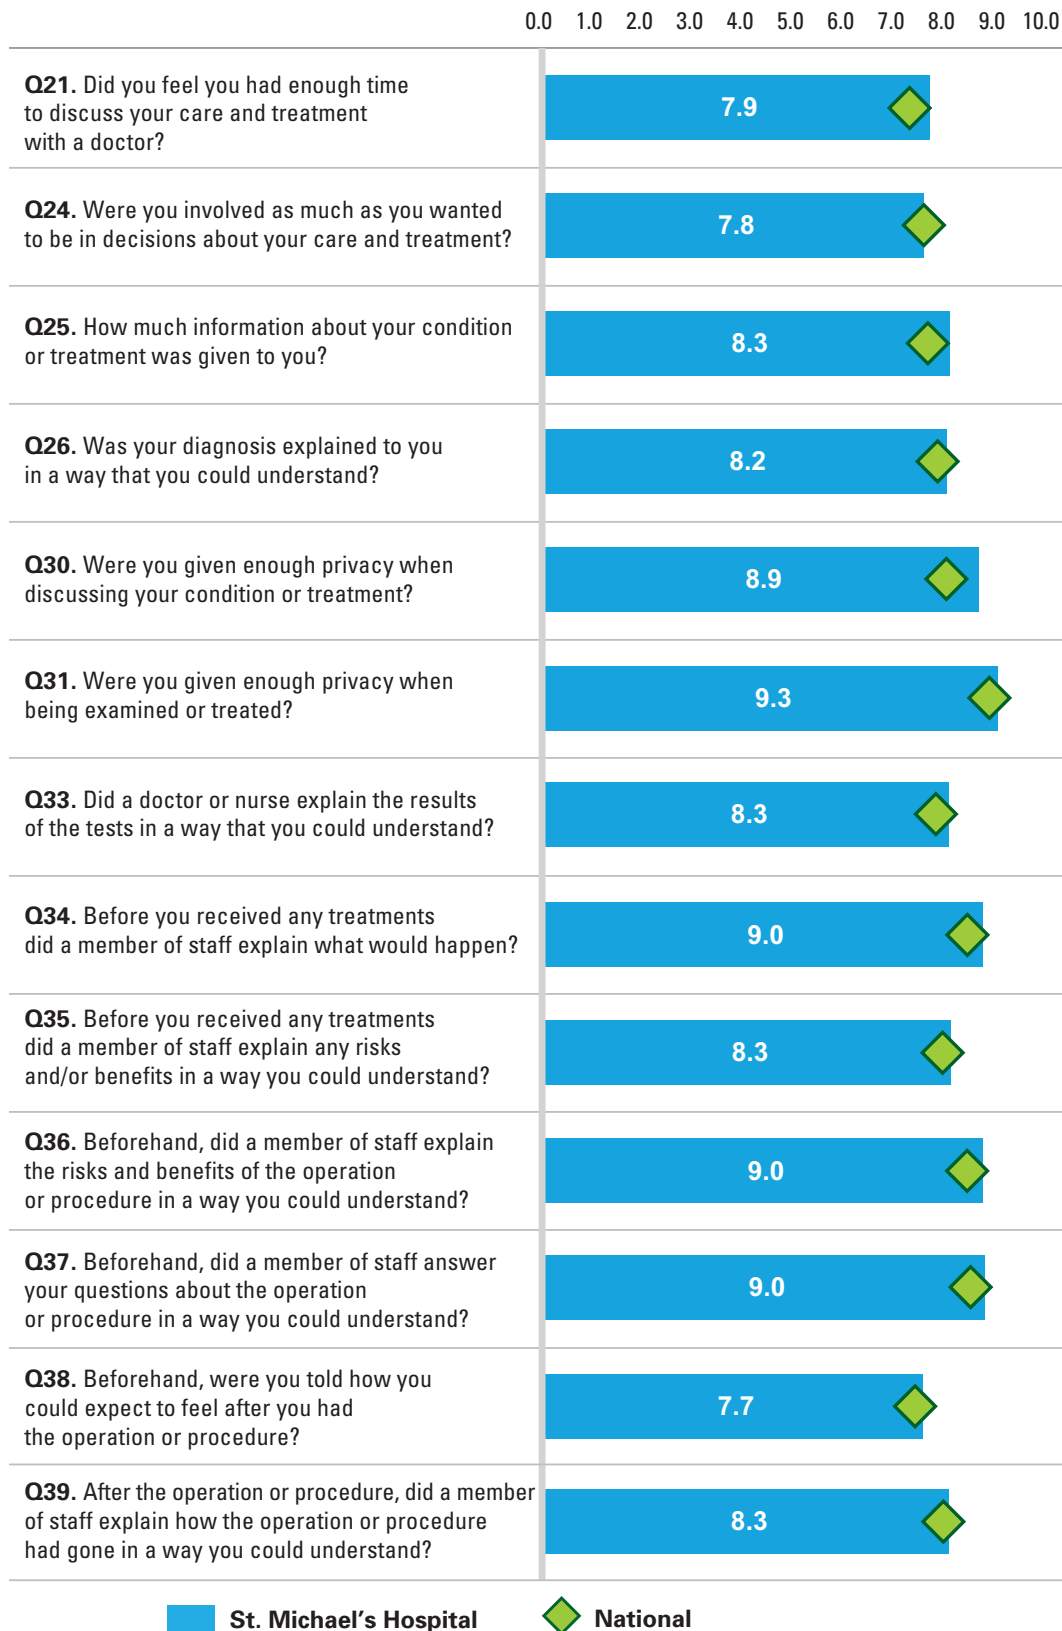 0.0 1.0 2.0 3.0 4.0 5.0 6.0 7.0 8.0 9.0 10.0
Q21. Did you feel you had enough time
to discuss your care and treatment
with a doctor?
7.9
Q24. Were you involved as much as you wanted
to be in decisions about your care and treatment?
7.8
Q25. How much information about your condition
or treatment was given to you?
8.3
Q26. Was your diagnosis explained to you
in a way that you could understand?
8.2
Q30. Were you given enough privacy when
discussing your condition or treatment?
8.9
Q31. Were you given enough privacy when
being examined or treated?
9.3
Q33. Did a doctor or nurse explain the results
of the tests in a way that you could understand?
8.3
Q34. Before you received any treatments
did a member of staff explain what would happen?
9.0
Q35. Before you received any treatments
did a member of staff explain any risks
and/or benefits in a way you could understand?
8.3
Q36. Beforehand, did a member of staff explain
the risks and benefits of the operation
or procedure in a way you could understand?
9.0
Q37. Beforehand, did a member of staff answer
your questions about the operation
or procedure in a way you could understand?
9.0
Q38. Beforehand, were you told how you
could expect to feel after you had
the operation or procedure?
7.7
Q39. After the operation or procedure, did a member
of staff explain how the operation or procedure
had gone in a way you could understand?
8.3
St. Michael's Hospital National